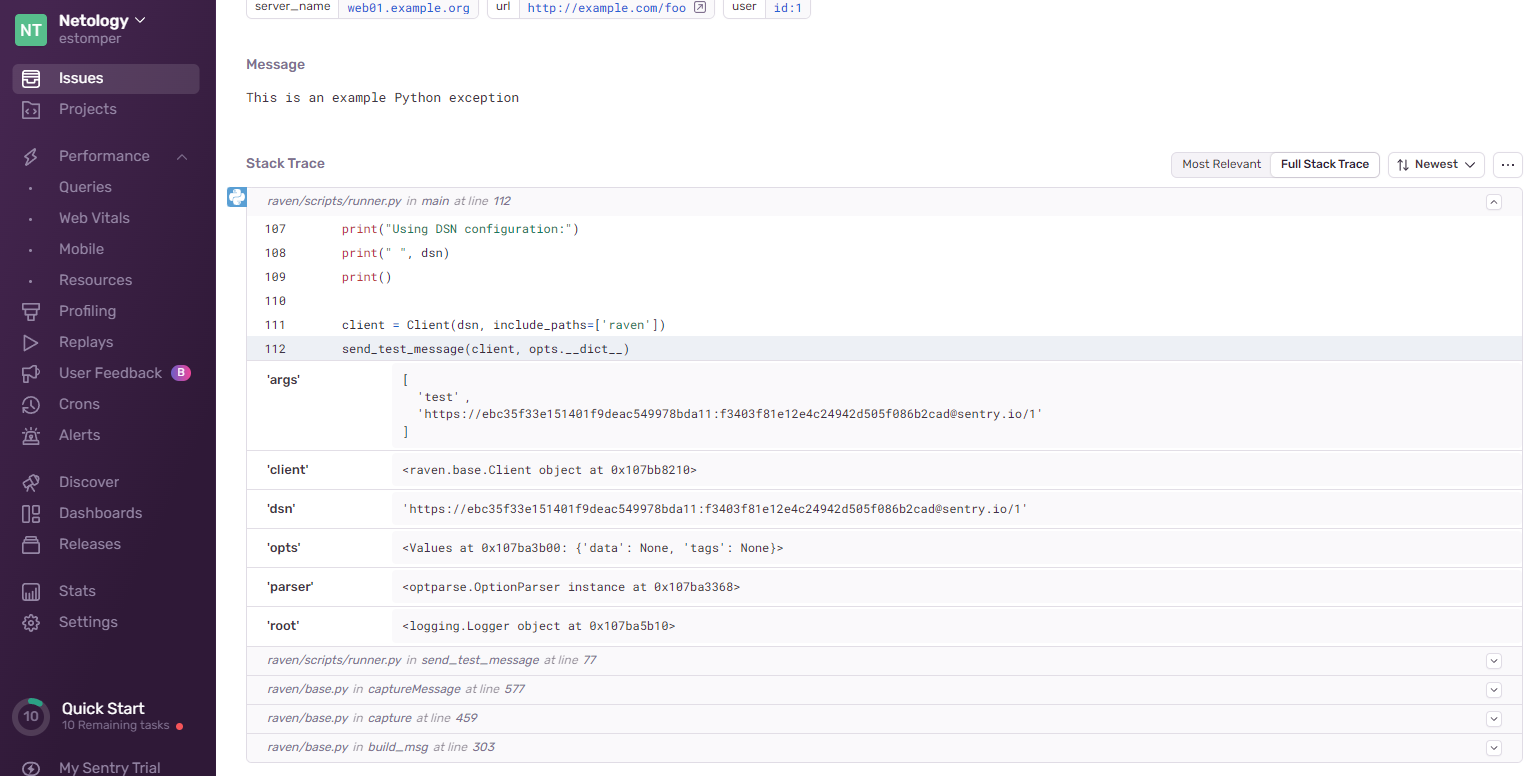 NT
Netology
estomper
Issues
Projects
Performance
Queries
Web Vitals
Mobile
Resources
Profiling
Replays
User Feedback B
Crons
Alerts
Discover
Dashboards
Releases
Stats
Settings
10
Quick Start
10 Remaining tasks
My Sentry Trial
server_name web01.example.org url http://example.com/foo user id:1
Message
This is an example Python exception
Stack Trace Most Relevant Full Stack Trace Newest ...
raven/scripts/runner.py in main at line 112
107 print("Using DSN configuration:")
108 print(" ", dsn)
109 print()
110
111 client = Client(dsn, include_paths=['raven'])
112 send_test_message(client, opts.__dict__)
'args' [
'test' ,
'https://ebc35f33e151401f9deac549978bda11:f3403f81e12e4c24942d505f086b2cad@sentry.io/1'
]
'client' <raven.base.Client object at 0x107bb8210>
'dsn' 'https://ebc35f33e151401f9deac549978bda11:f3403f81e12e4c24942d505f086b2cad@sentry.io/1'
'opts' <Values at 0x107ba3b00: {'data': None, 'tags': None}>
'parser' <optparse.OptionParser instance at 0x107ba3368>
'root' <logging.Logger object at 0x107ba5b10>
raven/scripts/runner.py in send_test_message at line 77
raven/base.py in captureMessage at line 577
raven/base.py in capture at line 459
raven/base.py in build_msg at line 303